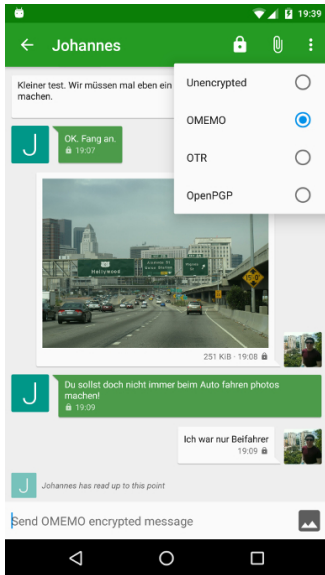 19:39
Johannes
Unencrypted
OMEMO
OTR
OpenPGP
Kleiner test. Wir müssen mal eben ein
machen.
J
OK. Fang an.
19:07
Hollywood
251 KiB · 19:08
J
Du sollst doch nicht immer beim Auto fahren photos
machen!
19:09
Ich war nur Beifahrer
19:09
J
Johannes has read up to this point
Send OMEMO encrypted message